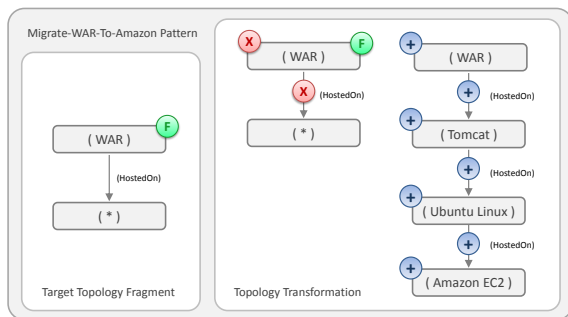 Migrate-WAR-To-Amazon Pattern
F
( WAR )
(HostedOn)
( * )
Target Topology Fragment
X
F
( WAR )
X
(HostedOn)
( * )
+
( WAR )
+
(HostedOn)
+
( Tomcat )
+
(HostedOn)
+
( Ubuntu Linux )
+
(HostedOn)
+
( Amazon EC2 )
Topology Transformation